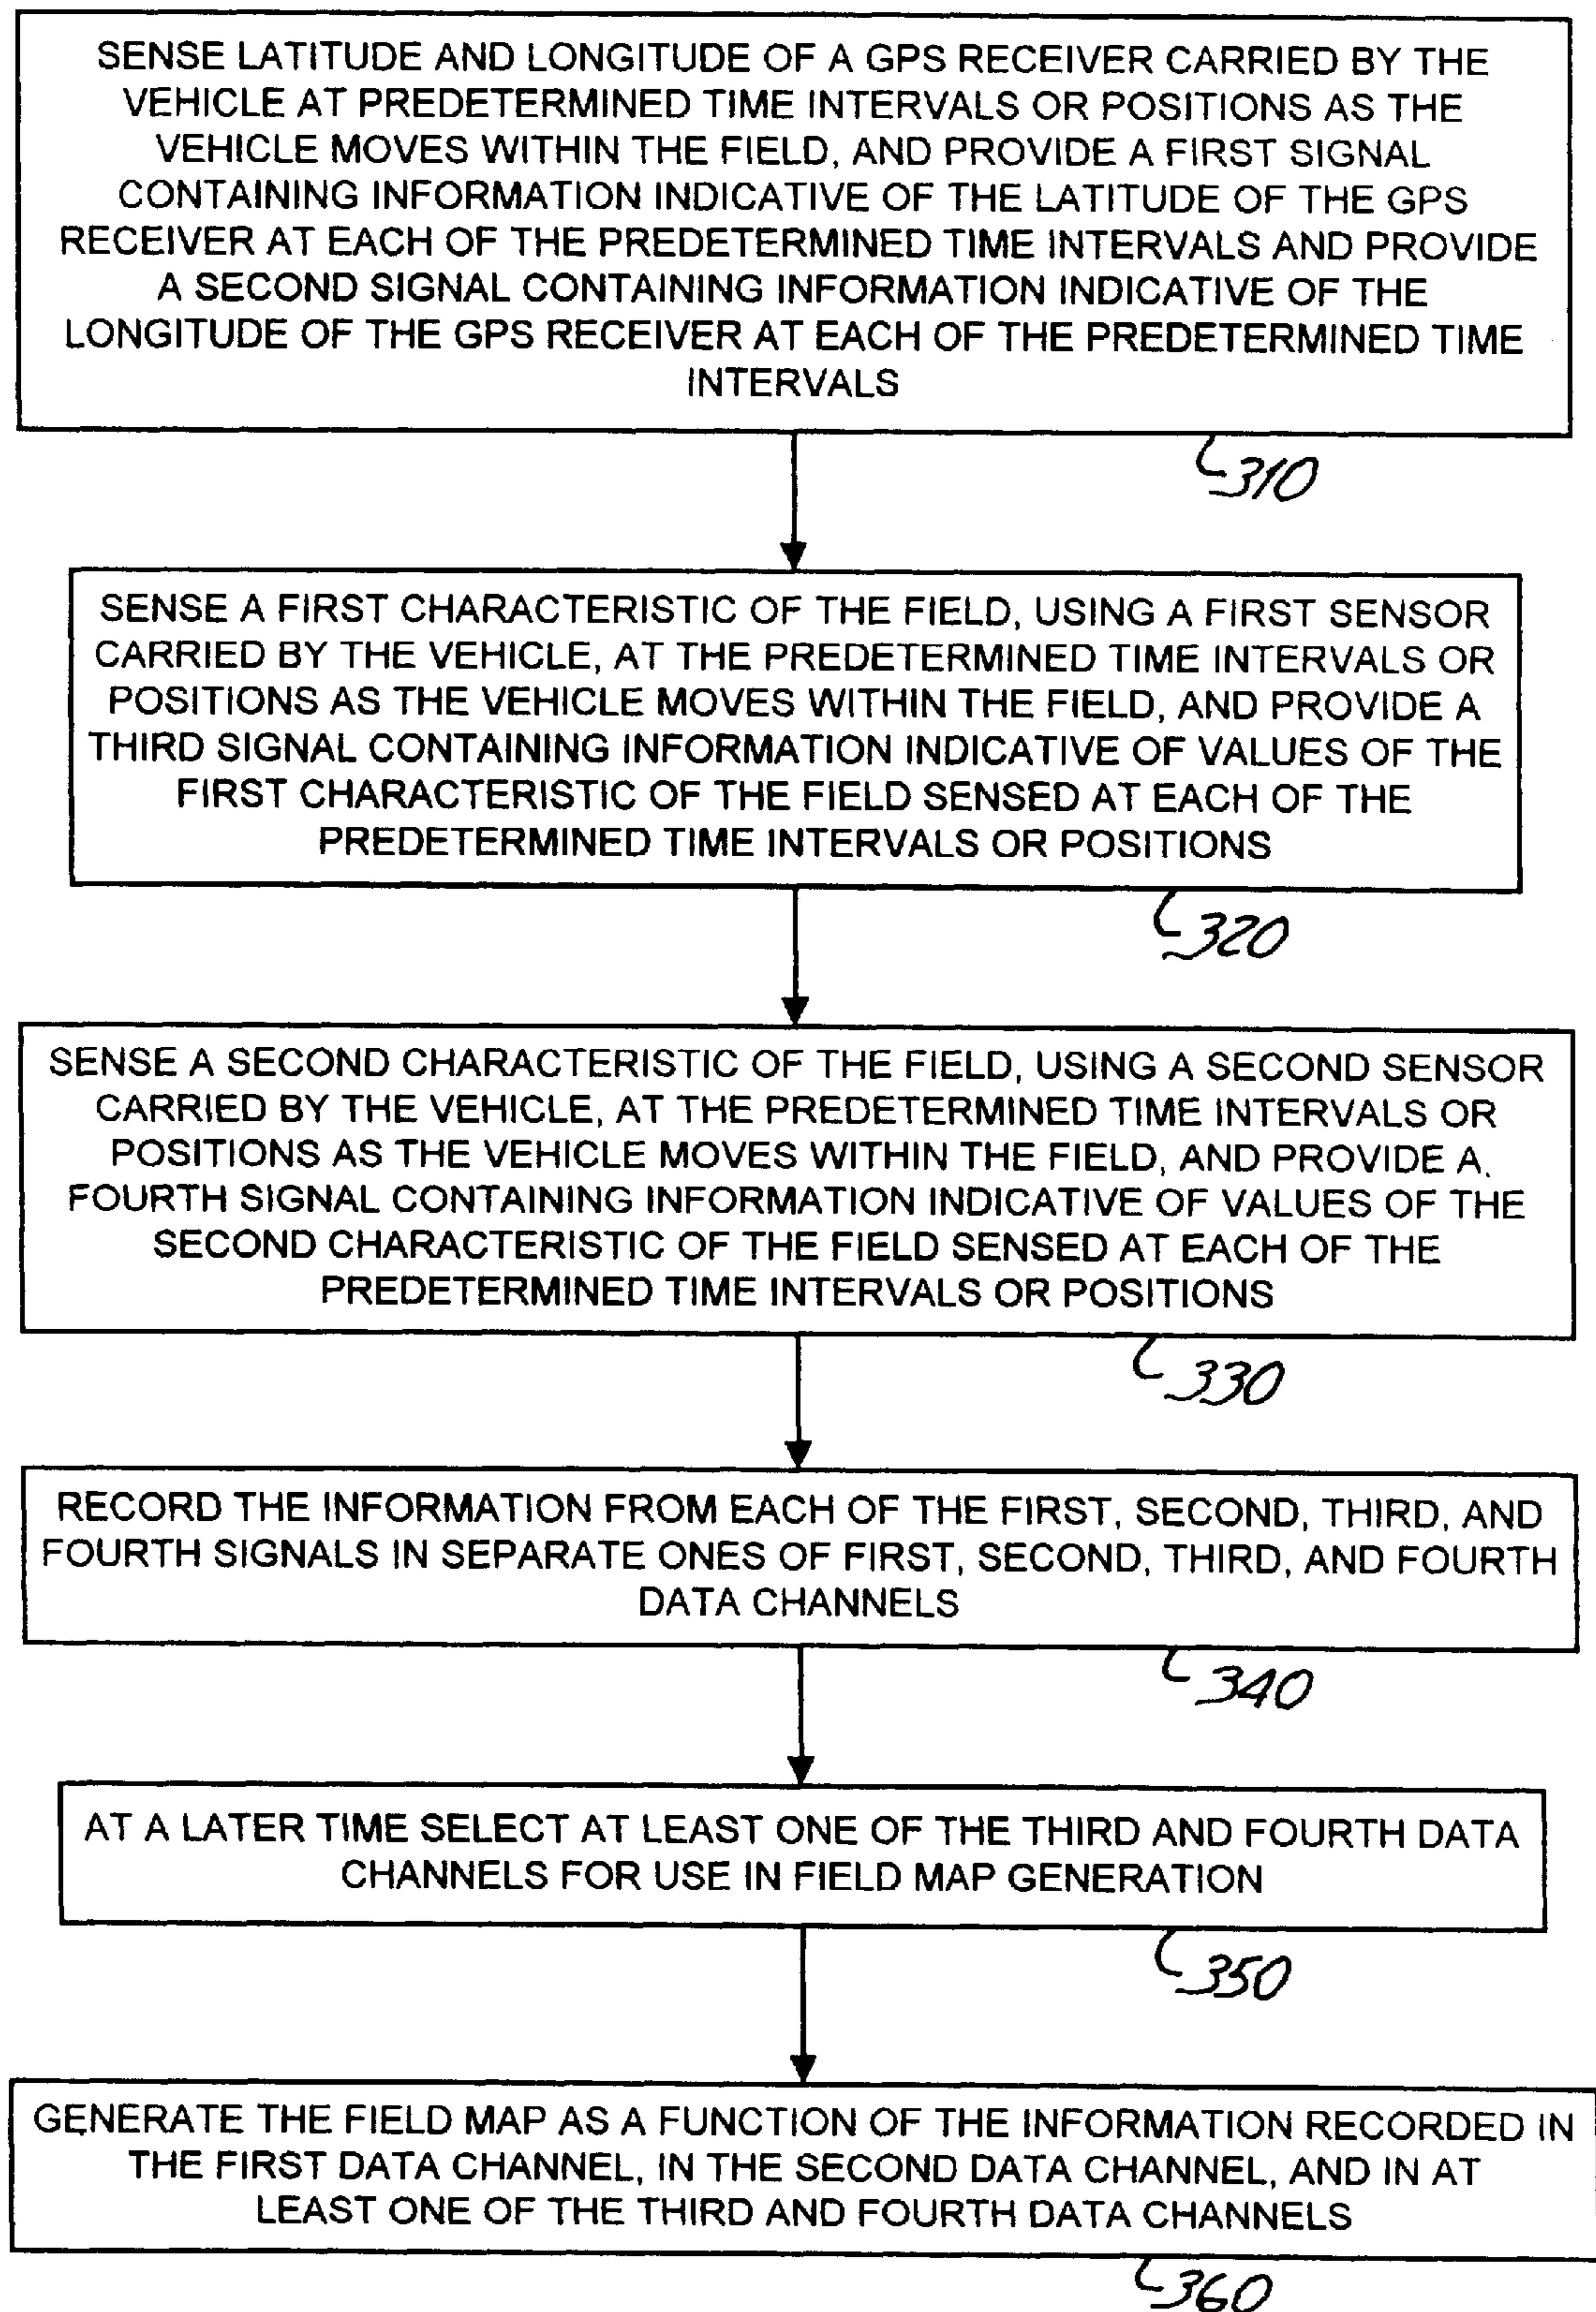 SENSE LATITUDE AND LONGITUDE OF A GPS RECEIVER CARRIED BY THE
VEHICLE AT PREDETERMINED TIME INTERVALS OR POSITIONS AS THE
VEHICLE MOVES WITHIN THE FIELD, AND PROVIDE A FIRST SIGNAL
CONTAINING INFORMATION INDICATIVE OF THE LATITUDE OF THE GPS
RECEIVER AT EACH OF THE PREDETERMINED TIME INTERVALS AND PROVIDE
A SECOND SIGNAL CONTAINING INFORMATION INDICATIVE OF THE
LONGITUDE OF THE GPS RECEIVER AT EACH OF THE PREDETERMINED TIME
INTERVALS
310
SENSE A FIRST CHARACTERISTIC OF THE FIELD, USING A FIRST SENSOR
CARRIED BY THE VEHICLE, AT THE PREDETERMINED TIME INTERVALS OR
POSITIONS AS THE VEHICLE MOVES WITHIN THE FIELD, AND PROVIDE A
THIRD SIGNAL CONTAINING INFORMATION INDICATIVE OF VALUES OF THE
FIRST CHARACTERISTIC OF THE FIELD SENSED AT EACH OF THE
PREDETERMINED TIME INTERVALS OR POSITIONS
320
SENSE A SECOND CHARACTERISTIC OF THE FIELD, USING A SECOND SENSOR
CARRIED BY THE VEHICLE, AT THE PREDETERMINED TIME INTERVALS OR
POSITIONS AS THE VEHICLE MOVES WITHIN THE FIELD, AND PROVIDE A
FOURTH SIGNAL CONTAINING INFORMATION INDICATIVE OF VALUES OF THE
SECOND CHARACTERISTIC OF THE FIELD SENSED AT EACH OF THE
PREDETERMINED TIME INTERVALS OR POSITIONS
330
RECORD THE INFORMATION FROM EACH OF THE FIRST, SECOND, THIRD, AND
FOURTH SIGNALS IN SEPARATE ONES OF FIRST, SECOND, THIRD, AND FOURTH
DATA CHANNELS
340
AT A LATER TIME SELECT AT LEAST ONE OF THE THIRD AND FOURTH DATA
CHANNELS FOR USE IN FIELD MAP GENERATION
350
GENERATE THE FIELD MAP AS A FUNCTION OF THE INFORMATION RECORDED IN
THE FIRST DATA CHANNEL, IN THE SECOND DATA CHANNEL, AND IN AT
LEAST ONE OF THE THIRD AND FOURTH DATA CHANNELS
360